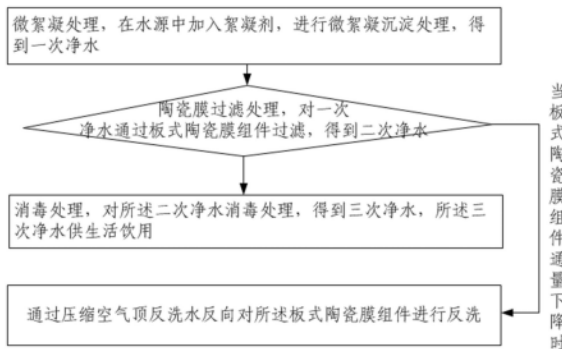 微絮凝处理，在水源中加入絮凝剂，进行微絮凝沉淀处理，得
到一次净水
陶瓷膜过滤处理，对一次
净水通过板式陶瓷膜组件过滤，得到二次净水
消毒处理，对所述二次净水消毒处理，得到三次净水，所述三
次净水供生活饮用
通过压缩空气顶反洗水反向对所述板式陶瓷膜组件进行反洗
当
板
式
陶
瓷
膜
组
件
通
量
下
降
时